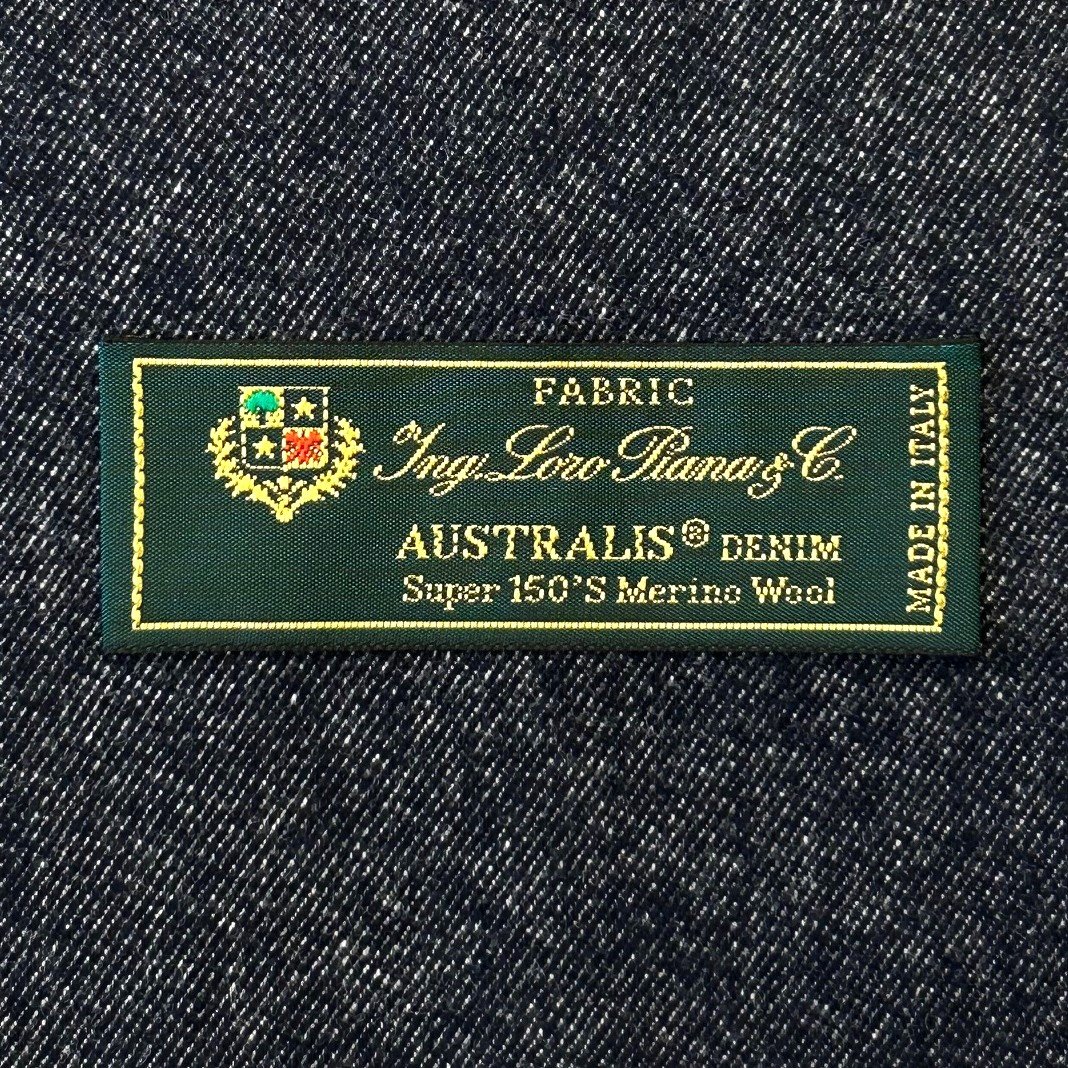 FABRIC
Ing. Loro Piana & C.
AUSTRALIS® DENIM
Super 150'S Merino Wool
MADE IN ITALY